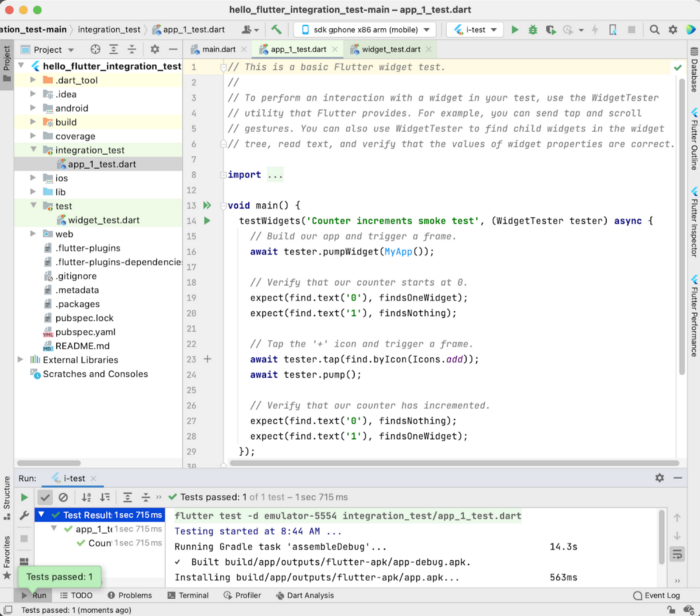 hello_flutter_integration_test-main – app_1_test.dart
ation_test-main
integration_test
app_1_test.dart
sdk gphone x86 arm (mobile)
i-test
Project
main.dart
app_1_test.dart
widget_test.dart
Project
hello_flutter_integration_test
.dart_tool
.idea
android
build
coverage
integration_test
app_1_test.dart
ios
lib
test
widget_test.dart
web
.flutter-plugins
.flutter-plugins-dependencie
.gitignore
.metadata
.packages
pubspec.lock
pubspec.yaml
README.md
External Libraries
Scratches and Consoles
1 // This is a basic Flutter widget test.
2 //
3 // To perform an interaction with a widget in your test, use the WidgetTester
4 // utility that Flutter provides. For example, you can send tap and scroll
5 // gestures. You can also use WidgetTester to find child widgets in the widget
6 // tree, read text, and verify that the values of widget properties are correct.
7
8 import ...
12
13 void main() {
14 testWidgets('Counter increments smoke test', (WidgetTester tester) async {
15 // Build our app and trigger a frame.
16 await tester.pumpWidget(MyApp());
17
18 // Verify that our counter starts at 0.
19 expect(find.text('0'), findsOneWidget);
20 expect(find.text('1'), findsNothing);
21
22 // Tap the '+' icon and trigger a frame.
23 await tester.tap(find.byIcon(Icons.add));
24 await tester.pump();
25
26 // Verify that our counter has incremented.
27 expect(find.text('0'), findsNothing);
28 expect(find.text('1'), findsOneWidget);
29 });
30
Database
Flutter Outline
Flutter Inspector
Flutter Performance
Structure
Favorites
Run: i-test
Tests passed: 1 of 1 test – 1 sec 715 ms
Test Result 1 sec 715 ms
app_1_te 1 sec 715 ms
Coun 1 sec 715 ms
flutter test -d emulator-5554 integration_test/app_1_test.dart
Testing started at 8:44 AM ...
Running Gradle task 'assembleDebug'... 14.3s
✓ Built build/app/outputs/flutter-apk/app-debug.apk.
Installing build/app/outputs/flutter-apk/app.apk... 563ms
Tests passed: 1
Run
TODO
Problems
Terminal
Profiler
Dart Analysis
Event Log
Tests passed: 1 (moments ago)